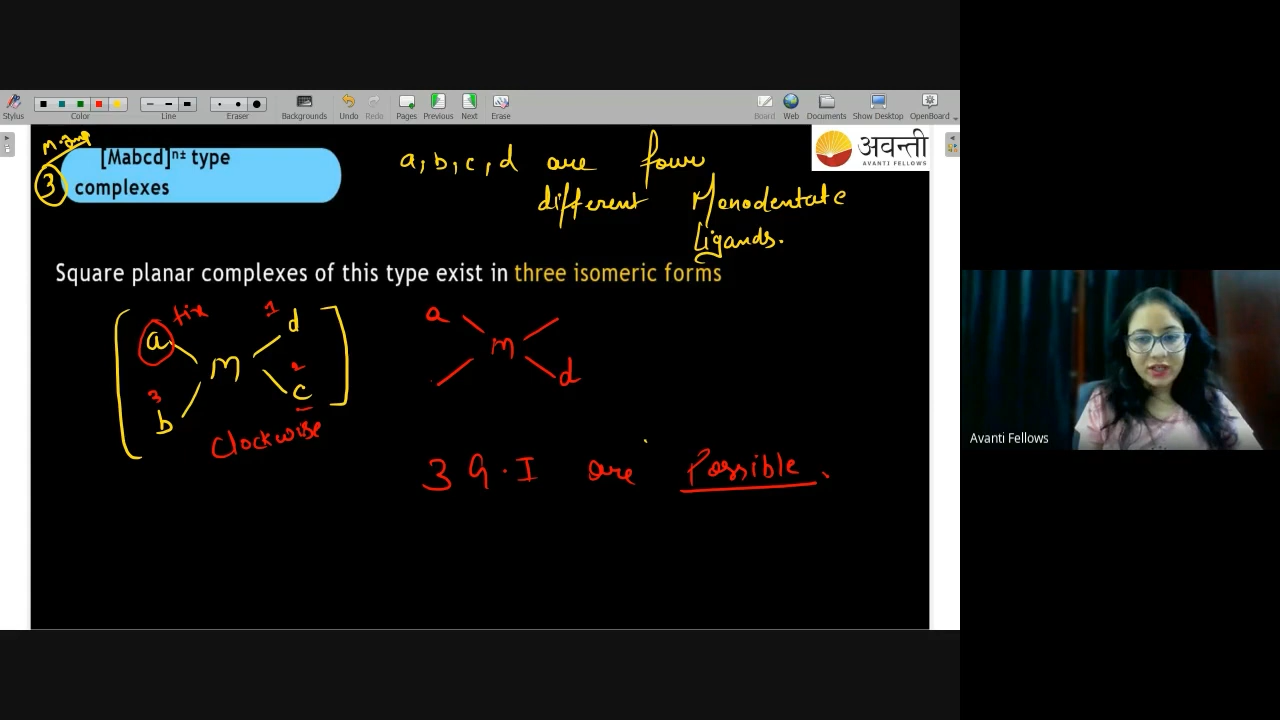 Stylus
Color
Line
Eraser
Backgrounds
Undo
Redo
Pages
Previous
Next
Erase
Board
Web
Documents
Show Desktop
OpenBoard
M.Imp
3
[Mabcd]ⁿ± type
complexes
a, b, c, d are four
different Monodentate
Ligands.
अवन्ती
AVANTI FELLOWS
Square planar complexes of this type exist in three isomeric forms
a fix 1 d
M
3 b 2 c
Clockwise
a
M
d
3 G.I are Possible.
Avanti Fellows